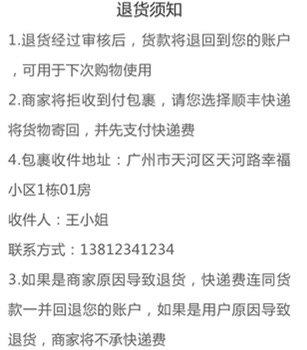 退货须知
1.退货经过审核后，货款将退回到您的账户
，可用于下次购物使用
2.商家将拒收到付包裹，请您选择顺丰快递
将货物寄回，并先支付快递费
4.包裹收件地址：广州市天河区天河路幸福
小区1栋01房
收件人：王小姐
联系方式：13812341234
3.如果是商家原因导致退货，快递费连同货
款一并回退您的账户，如果是用户原因导致
退货，商家将不承快递费